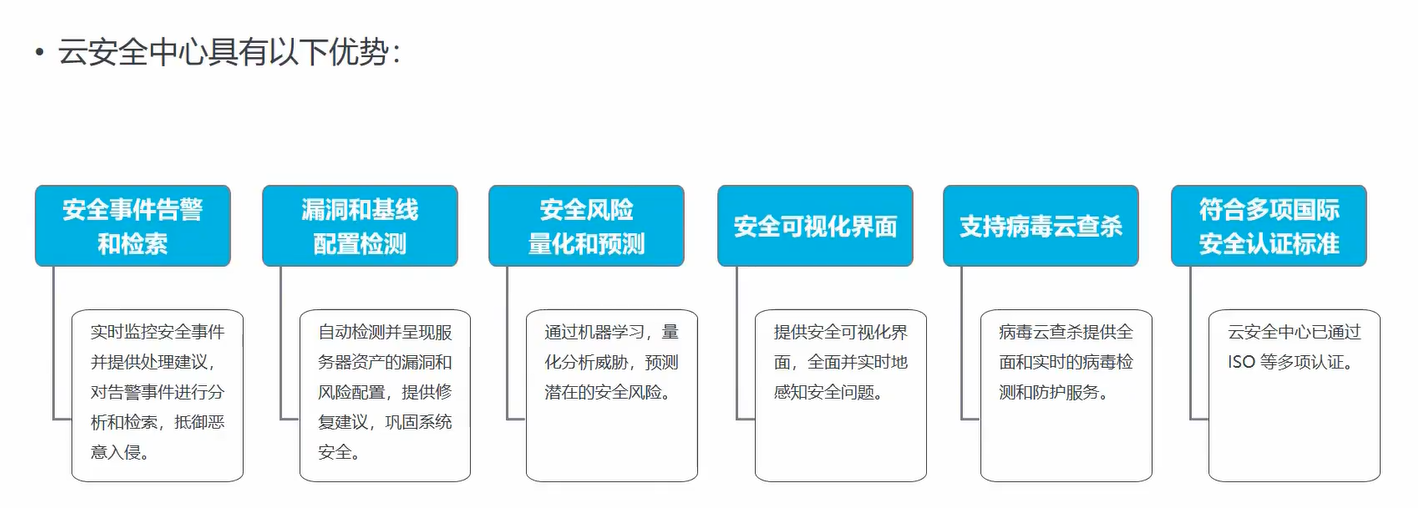 • 云安全中心具有以下优势：
安全事件告警
和检索
实时监控安全事件
并提供处理建议，
对告警事件进行分
析和检索，抵御恶
意入侵。
漏洞和基线
配置检测
自动检测并呈现服
务器资产的漏洞和
风险配置，提供修
复建议，巩固系统
安全。
安全风险
量化和预测
通过机器学习，量
化分析威胁，预测
潜在的安全风险。
安全可视化界面
提供安全可视化界
面，全面并实时地
感知安全问题。
支持病毒云查杀
病毒云查杀提供全
面和实时的病毒检
测和防护服务。
符合多项国际
安全认证标准
云安全中心已通过
ISO 等多项认证。